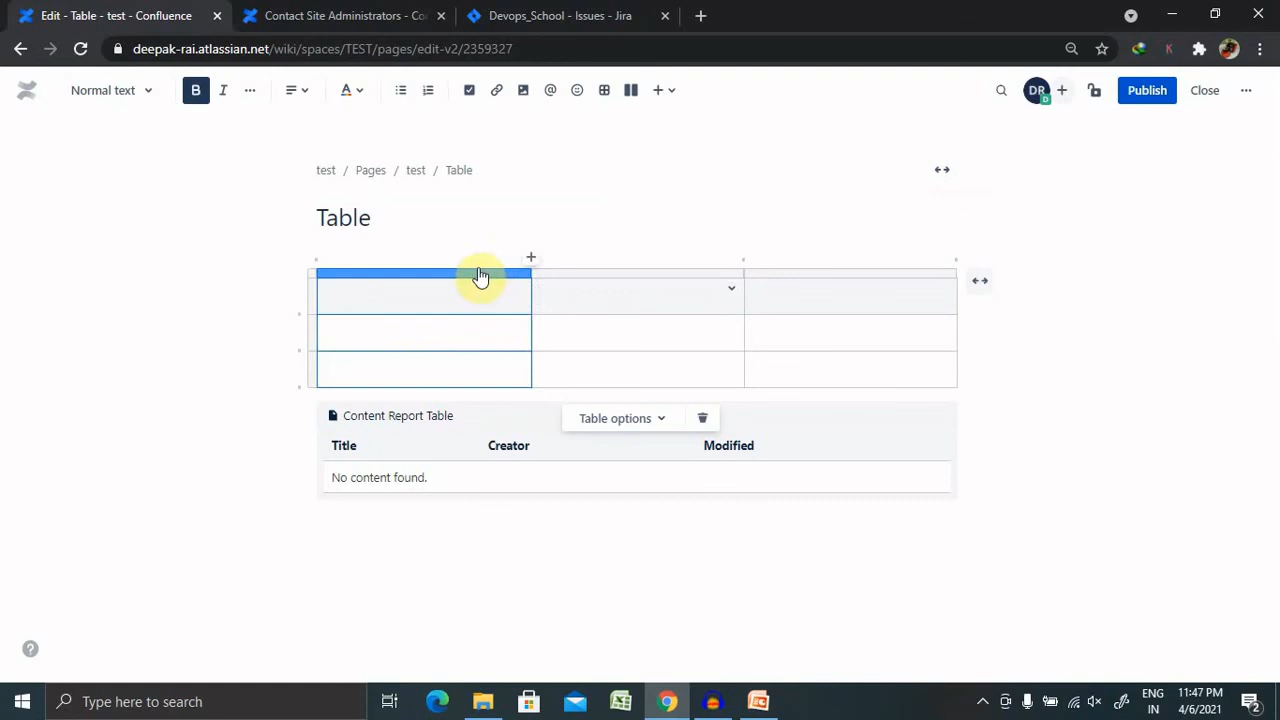 Edit - Table - test - Confluence
Contact Site Administrators - Co
Devops_School - Issues - Jira
deepak-rai.atlassian.net/wiki/spaces/TEST/pages/edit-v2/2359327
K
Normal text
B
I
A
@
DR
D
Publish
Close
test / Pages / test / Table
Table
Content Report Table
Table options
Title
Creator
Modified
No content found.
Type here to search
ENG
IN
11:47 PM
4/6/2021
2